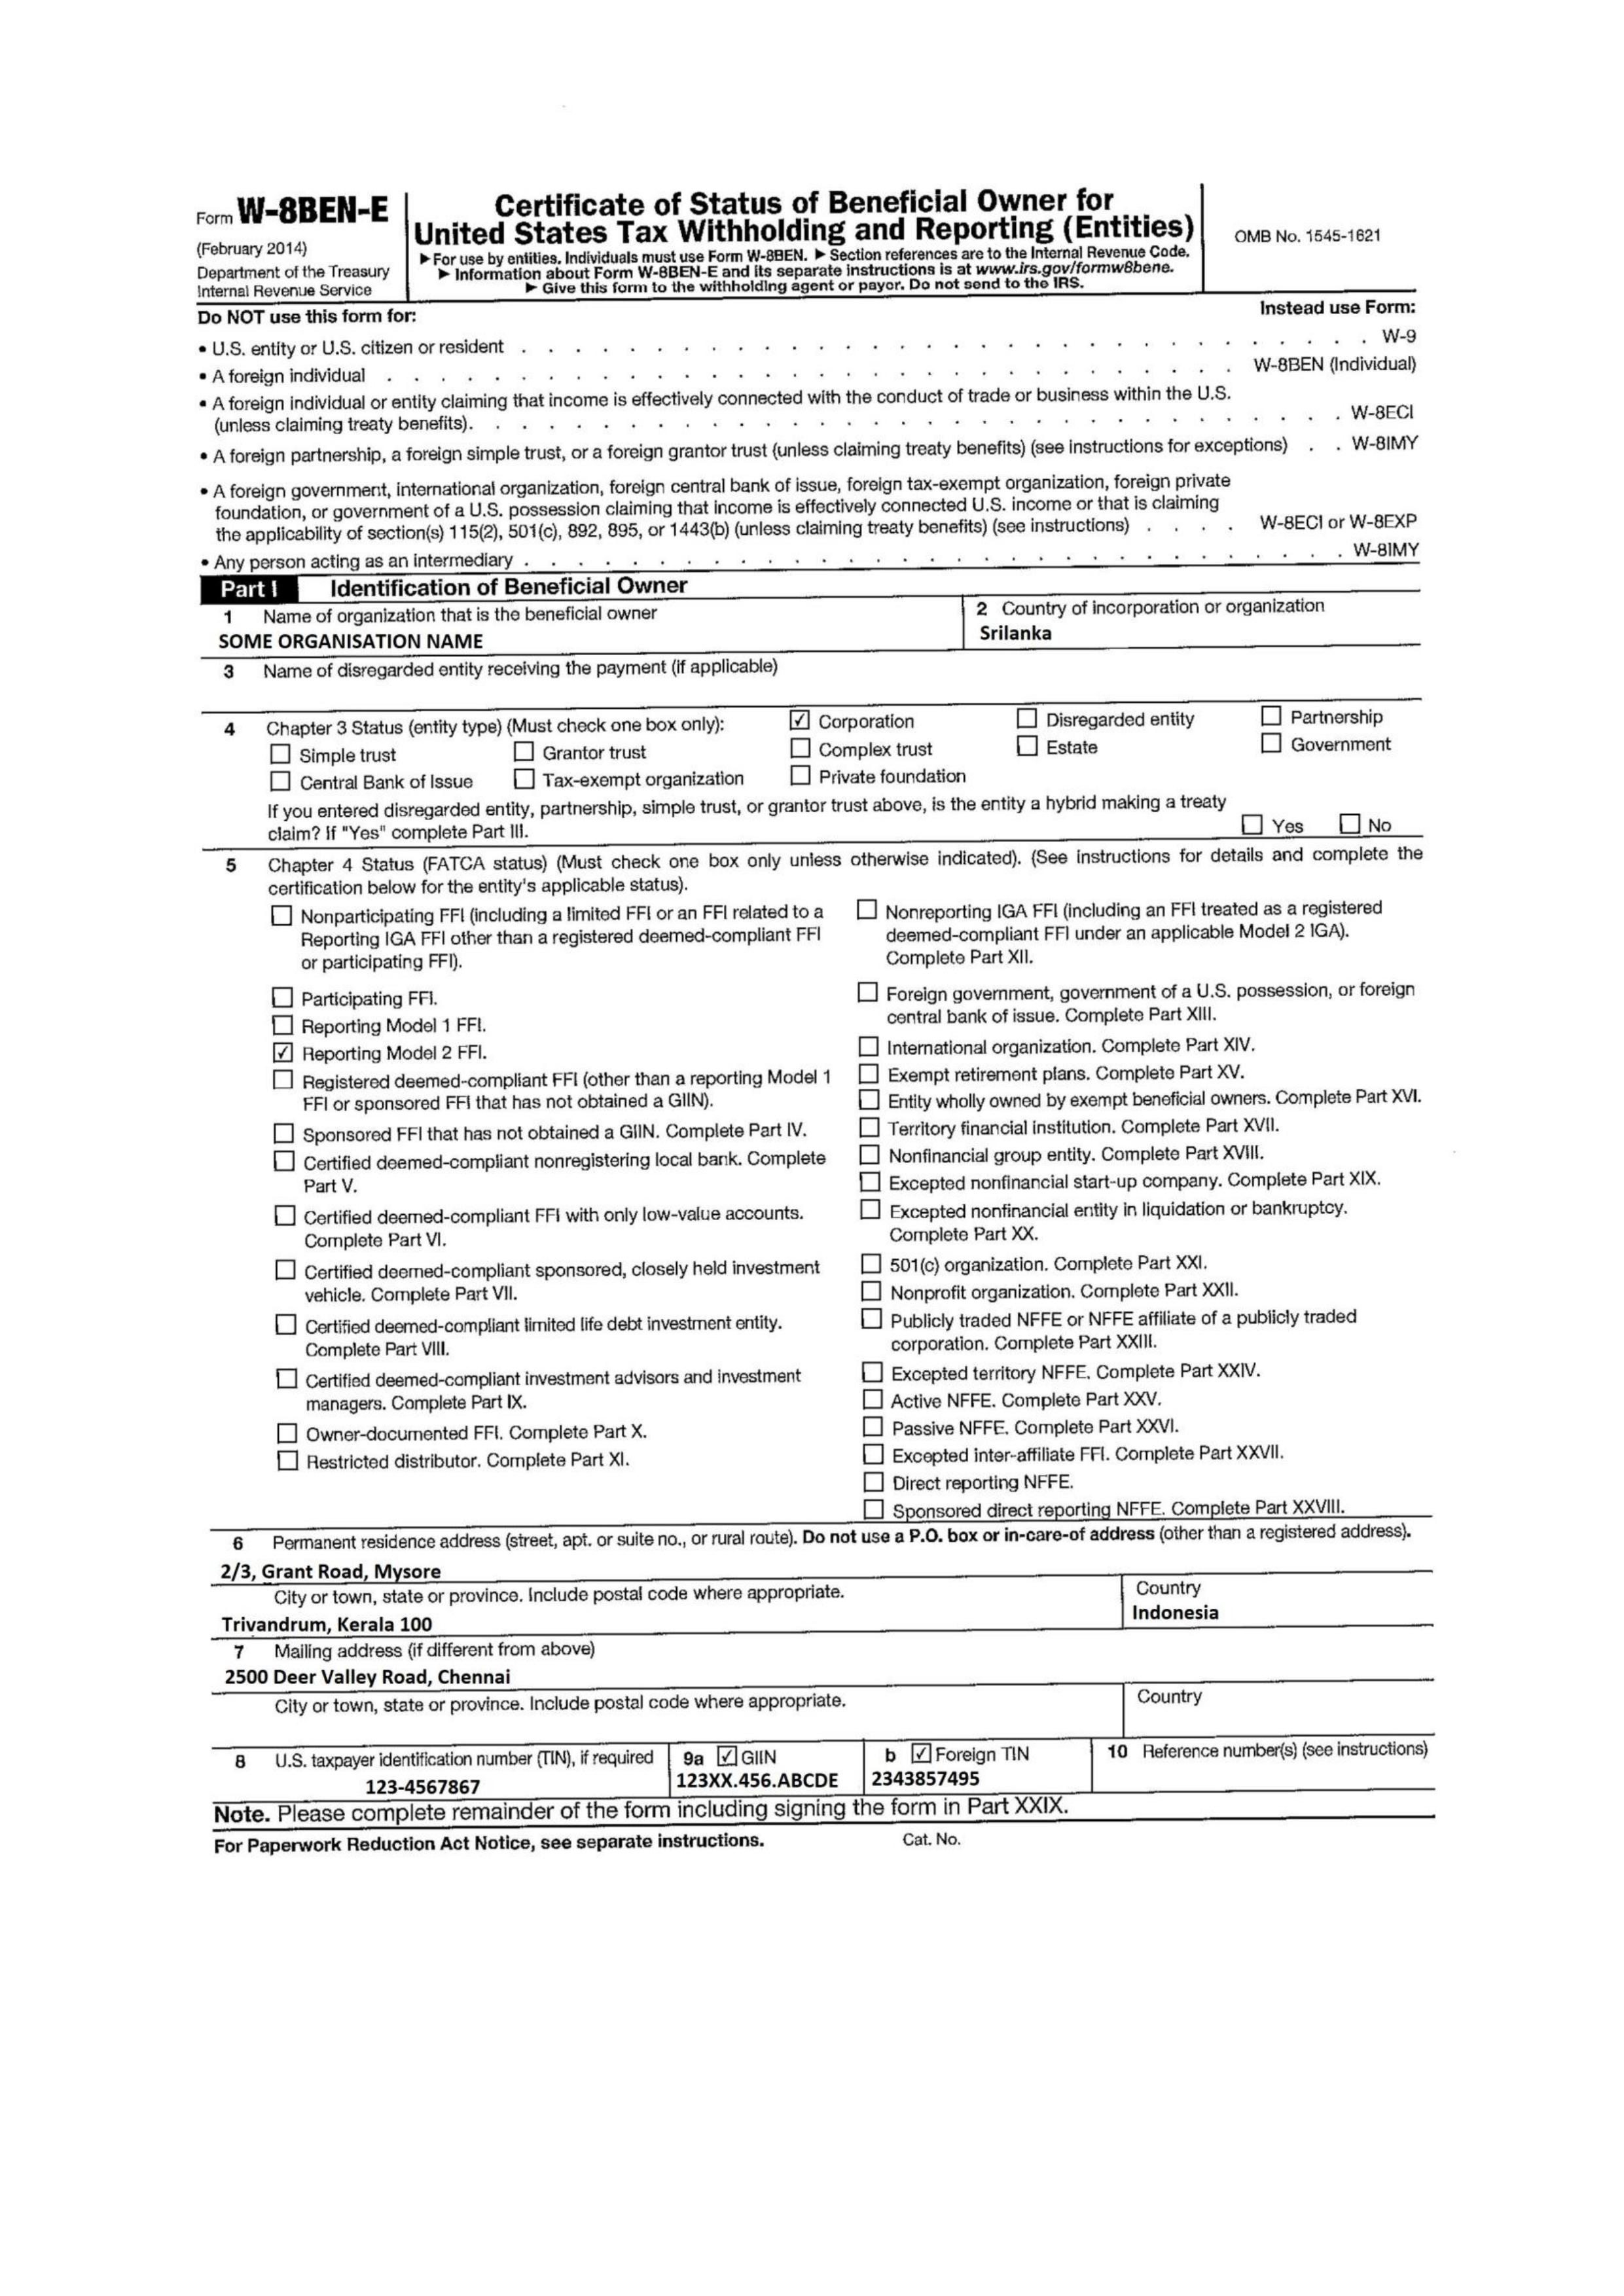 Form W-8BEN-E
(February 2014)
Department of the Treasury
Internal Revenue Service
Certificate of Status of Beneficial Owner for
United States Tax Withholding and Reporting (Entities)
▶ For use by entities. Individuals must use Form W-8BEN. ▶ Section references are to the Internal Revenue Code.
▶ Information about Form W-8BEN-E and its separate instructions is at www.irs.gov/formw8bene.
▶ Give this form to the withholding agent or payor. Do not send to the IRS.
OMB No. 1545-1621
Do NOT use this form for: Instead use Form:
• U.S. entity or U.S. citizen or resident . . . W-9
• A foreign individual . . . W-8BEN (Individual)
• A foreign individual or entity claiming that income is effectively connected with the conduct of trade or business within the U.S.
(unless claiming treaty benefits). . . . W-8ECI
• A foreign partnership, a foreign simple trust, or a foreign grantor trust (unless claiming treaty benefits) (see instructions for exceptions) . . W-8IMY
• A foreign government, international organization, foreign central bank of issue, foreign tax-exempt organization, foreign private
foundation, or government of a U.S. possession claiming that income is effectively connected U.S. income or that is claiming
the applicability of section(s) 115(2), 501(c), 892, 895, or 1443(b) (unless claiming treaty benefits) (see instructions) . . . . W-8ECI or W-8EXP
• Any person acting as an intermediary . . . W-8IMY
Part I Identification of Beneficial Owner
1 Name of organization that is the beneficial owner
SOME ORGANISATION NAME
2 Country of incorporation or organization
Srilanka
3 Name of disregarded entity receiving the payment (if applicable)
4 Chapter 3 Status (entity type) (Must check one box only): ☑ Corporation ☐ Disregarded entity ☐ Partnership
☐ Simple trust ☐ Grantor trust ☐ Complex trust ☐ Estate ☐ Government
☐ Central Bank of Issue ☐ Tax-exempt organization ☐ Private foundation
If you entered disregarded entity, partnership, simple trust, or grantor trust above, is the entity a hybrid making a treaty
claim? If "Yes" complete Part III. ☐ Yes ☐ No
5 Chapter 4 Status (FATCA status) (Must check one box only unless otherwise indicated). (See instructions for details and complete the
certification below for the entity's applicable status).
☐ Nonparticipating FFI (including a limited FFI or an FFI related to a
Reporting IGA FFI other than a registered deemed-compliant FFI
or participating FFI).
☐ Participating FFI.
☐ Reporting Model 1 FFI.
☑ Reporting Model 2 FFI.
☐ Registered deemed-compliant FFI (other than a reporting Model 1
FFI or sponsored FFI that has not obtained a GIIN).
☐ Sponsored FFI that has not obtained a GIIN. Complete Part IV.
☐ Certified deemed-compliant nonregistering local bank. Complete
Part V.
☐ Certified deemed-compliant FFI with only low-value accounts.
Complete Part VI.
☐ Certified deemed-compliant sponsored, closely held investment
vehicle. Complete Part VII.
☐ Certified deemed-compliant limited life debt investment entity.
Complete Part VIII.
☐ Certified deemed-compliant investment advisors and investment
managers. Complete Part IX.
☐ Owner-documented FFI. Complete Part X.
☐ Restricted distributor. Complete Part XI.
☐ Nonreporting IGA FFI (including an FFI treated as a registered
deemed-compliant FFI under an applicable Model 2 IGA).
Complete Part XII.
☐ Foreign government, government of a U.S. possession, or foreign
central bank of issue. Complete Part XIII.
☐ International organization. Complete Part XIV.
☐ Exempt retirement plans. Complete Part XV.
☐ Entity wholly owned by exempt beneficial owners. Complete Part XVI.
☐ Territory financial institution. Complete Part XVII.
☐ Nonfinancial group entity. Complete Part XVIII.
☐ Excepted nonfinancial start-up company. Complete Part XIX.
☐ Excepted nonfinancial entity in liquidation or bankruptcy.
Complete Part XX.
☐ 501(c) organization. Complete Part XXI.
☐ Nonprofit organization. Complete Part XXII.
☐ Publicly traded NFFE or NFFE affiliate of a publicly traded
corporation. Complete Part XXIII.
☐ Excepted territory NFFE. Complete Part XXIV.
☐ Active NFFE. Complete Part XXV.
☐ Passive NFFE. Complete Part XXVI.
☐ Excepted inter-affiliate FFI. Complete Part XXVII.
☐ Direct reporting NFFE.
☐ Sponsored direct reporting NFFE. Complete Part XXVIII.
6 Permanent residence address (street, apt. or suite no., or rural route). Do not use a P.O. box or in-care-of address (other than a registered address).
2/3, Grant Road, Mysore
City or town, state or province. Include postal code where appropriate.
Trivandrum, Kerala 100
Country
Indonesia
7 Mailing address (if different from above)
2500 Deer Valley Road, Chennai
City or town, state or province. Include postal code where appropriate.
Country
8 U.S. taxpayer identification number (TIN), if required
123-4567867
9a ☑ GIIN
123XX.456.ABCDE
b ☑ Foreign TIN
2343857495
10 Reference number(s) (see instructions)
Note. Please complete remainder of the form including signing the form in Part XXIX.
For Paperwork Reduction Act Notice, see separate instructions. Cat. No.